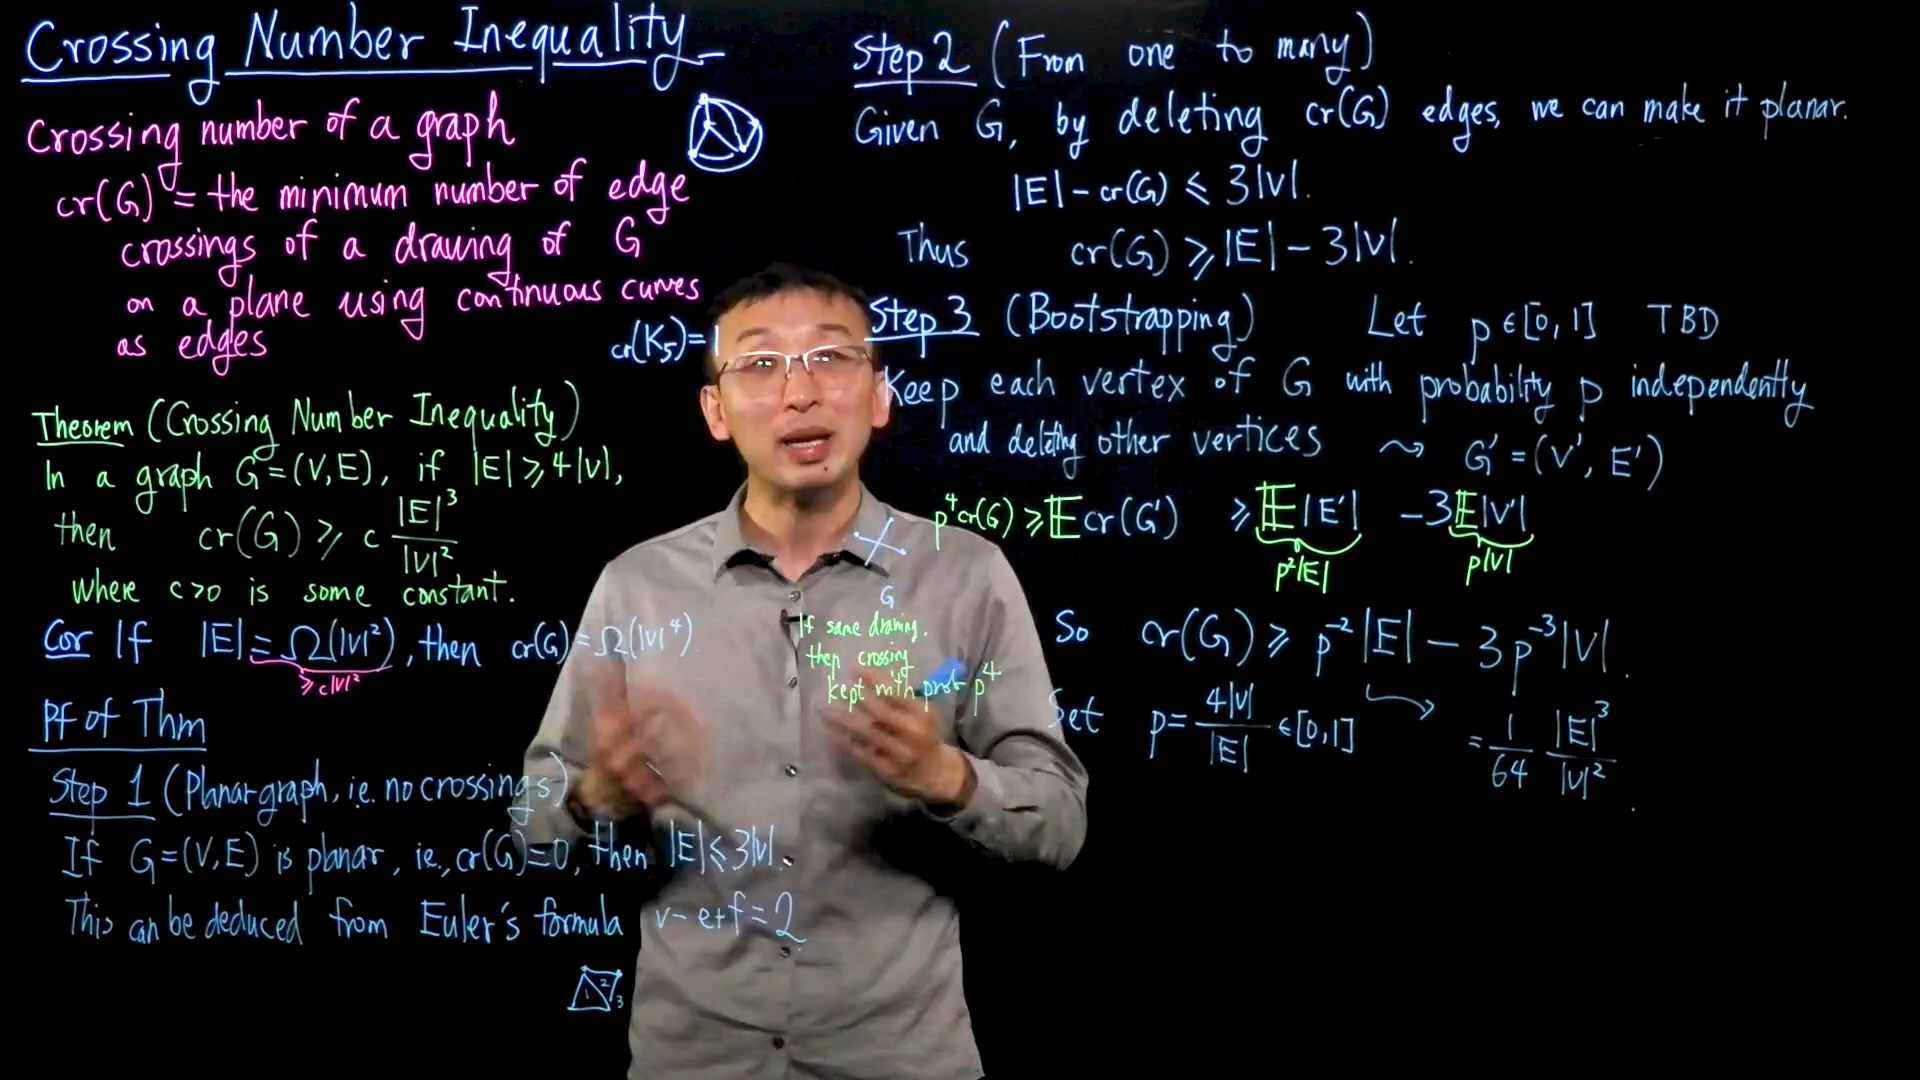 Crossing Number Inequality
Crossing number of a graph
cr(G) = the minimum number of edge
crossings of a drawing of G
on a plane using continuous curves
as edges
cr(K₅)=1
Theorem (Crossing Number Inequality)
In a graph G=(V,E), if |E| ⩾ 4|V|,
then cr(G) ⩾ c |E|³/|V|²
Where c>0 is some constant.
Cor If |E| = Ω(|V|²), then cr(G) = Ω(|V|⁴)
⩾ c|V|²
Pf of Thm
Step 1 (Planar graph, i.e. no crossings)
If G=(V,E) is planar, i.e., cr(G)=0, then |E| ⩽ 3|V|.
This can be deduced from Euler's formula v-e+f=2
1 2 3
Step 2 (From one to many)
Given G, by deleting cr(G) edges, we can make it planar.
|E| - cr(G) ⩽ 3|V|.
Thus cr(G) ⩾ |E| - 3|V|.
Step 3 (Bootstrapping) Let p ∈ [0,1] TBD
Keep each vertex of G with probability p independently
and deleting other vertices ⤳ G' = (V', E')
p⁴cr(G) ⩾ 𝔼 cr(G') ⩾ 𝔼|E'| - 3𝔼|V'|
p²|E| p|V|
G
If same drawing.
then crossing
kept with prob p⁴
So cr(G) ⩾ p⁻²|E| - 3p⁻³|V|.
Set p = 4|V|/|E| ∈ [0,1]
= 1/64 |E|³/|V|².